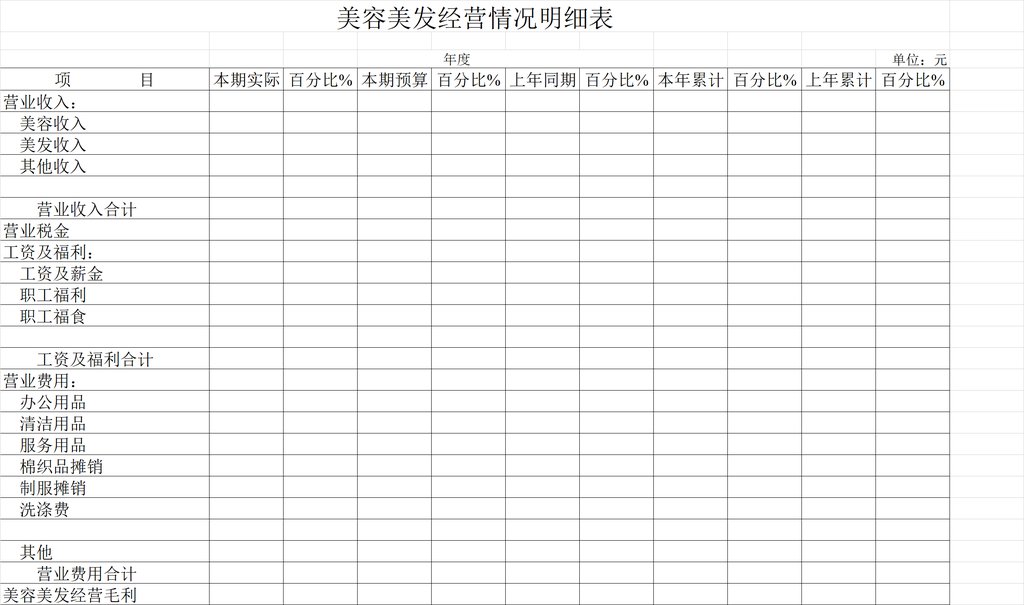 美容美发经营情况明细表
年度 单位：元
项 目 本期实际 百分比% 本期预算 百分比% 上年同期 百分比% 本年累计 百分比% 上年累计 百分比%
营业收入：
美容收入
美发收入
其他收入
营业收入合计
营业税金
工资及福利：
工资及薪金
职工福利
职工福食
工资及福利合计
营业费用：
办公用品
清洁用品
服务用品
棉织品摊销
制服摊销
洗涤费
其他
营业费用合计
美容美发经营毛利